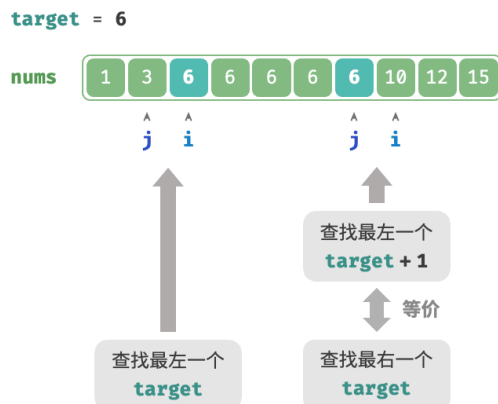 target = 6
nums 1 3 6 6 6 6 6 10 12 15
j i j i
查找最左一个
target + 1
等价
查找最左一个 查找最右一个
target target